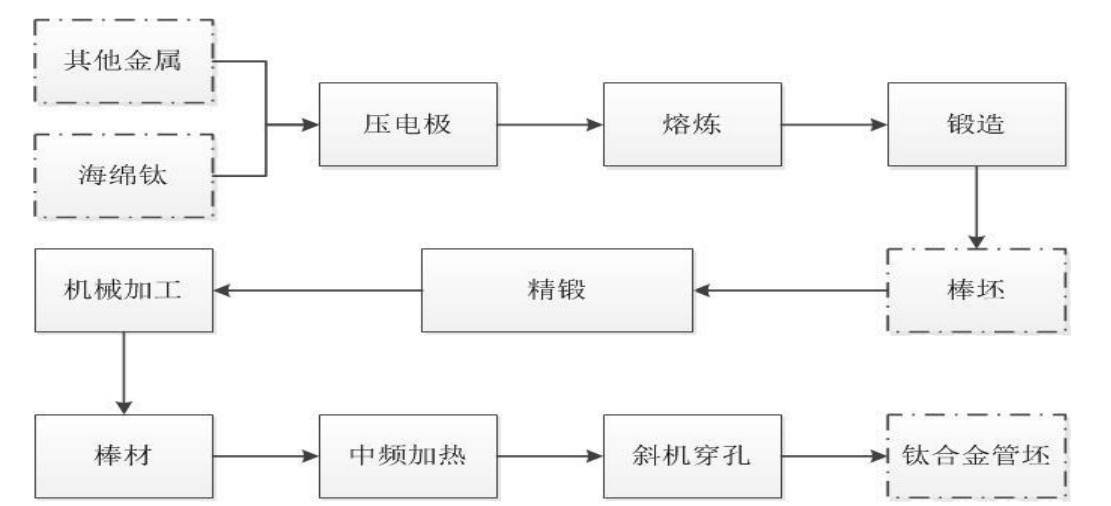 其他金属
海绵钛
压电极
熔炼
锻造
机械加工
精锻
棒坯
棒材
中频加热
斜机穿孔
钛合金管坯